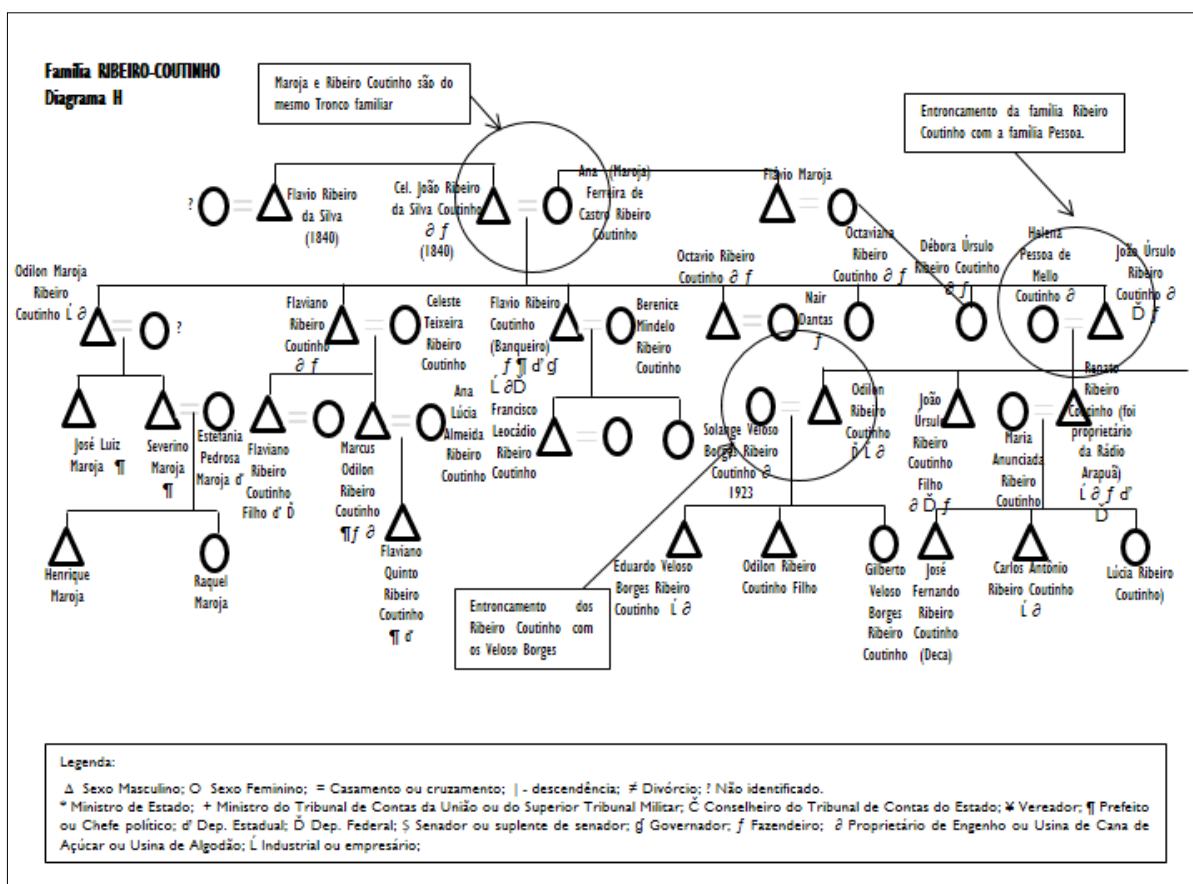 Família RIBEIRO-COUTINHO
Diagrama H
Maroja e Ribeiro Coutinho são do
mesmo Tronco familiar
Entroncamento da família Ribeiro
Coutinho com a família Pessoa.
?
Flavio Ribeiro
da Silva
(1840)
Cel. João Ribeiro
da Silva Coutinho
∂ ƒ
(1840)
Ana (Maroja)
Ferreira de
Castro Ribeiro
Coutinho
Flávio Maroja
Odilon Maroja
Ribeiro
Coutinho Ĺ ∂
?
Flaviano
Ribeiro
Coutinho
∂ ƒ
Celeste
Teixeira
Ribeiro
Coutinho
Flavio Ribeiro
Coutinho
(Banqueiro)
ƒ ¶ ď ɠ
Ĺ ∂Ď
Berenice
Mindelo
Ribeiro
Coutinho
Octavio Ribeiro
Coutinho ∂ ƒ
Nair
Dantas
ƒ
Octaviana
Ribeiro
Coutinho ∂ ƒ
Débora Úrsulo
Ribeiro Coutinho
∂ ƒ
Helena
Pessoa de
Mello
Coutinho ∂
João Úrsulo
Ribeiro
Coutinho ∂
Ď ƒ
José Luiz
Maroja ¶
Severino
Maroja
¶
Estefania
Pedrosa
Maroja ď
Flaviano
Ribeiro
Coutinho
Filho ď Ď
Marcus
Odilon
Ribeiro
Coutinho
¶ƒ ∂
Ana
Lúcia
Almeida
Ribeiro
Coutinho
Francisco
Leocádio
Ribeiro
Coutinho
Solange Veloso
Borges Ribeiro
Coutinho ∂
1923
Odilon
Ribeiro
Coutinho
Ď Ĺ ∂
João
Úrsulo
Ribeiro
Coutinho
Filho
∂ Ď ƒ
Maria
Anunciada
Ribeiro
Coutinho
Renato
Ribeiro
Coutinho (foi
proprietário
da Rádio
Arapuã)
Ĺ ∂ ƒ ď
Ď
Henrique
Maroja
Raquel
Maroja
Flaviano
Quinto
Ribeiro
Coutinho
¶ ď
Eduardo Veloso
Borges Ribeiro
Coutinho Ĺ ∂
Odilon Ribeiro
Coutinho Filho
Gilberto
Veloso
Borges
Ribeiro
Coutinho
José
Fernando
Ribeiro
Coutinho
(Deca)
Carlos Antônio
Ribeiro Coutinho
Ĺ ∂
Lúcia Ribeiro
Coutinho)
Entroncamento dos
Ribeiro Coutinho com
os Veloso Borges
Legenda:
Δ Sexo Masculino; O Sexo Feminino; = Casamento ou cruzamento; | - descendência; ≠ Divórcio; ? Não identificado.
* Ministro de Estado; + Ministro do Tribunal de Contas da União ou do Superior Tribunal Militar; Č Conselheiro do Tribunal de Contas do Estado; ¥ Vereador; ¶ Prefeito
ou Chefe político; ď Dep. Estadual; Ď Dep. Federal; $ Senador ou suplente de senador; ɠ Governador; ƒ Fazendeiro; ∂ Proprietário de Engenho ou Usina de Cana de
Açúcar ou Usina de Algodão; Ĺ Industrial ou empresário;